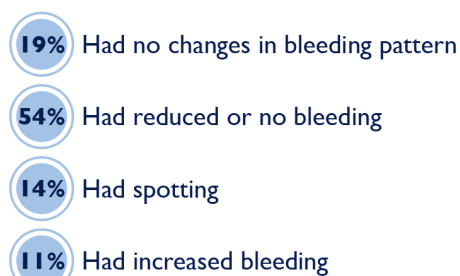 19% Had no changes in bleeding pattern
54% Had reduced or no bleeding
14% Had spotting
11% Had increased bleeding